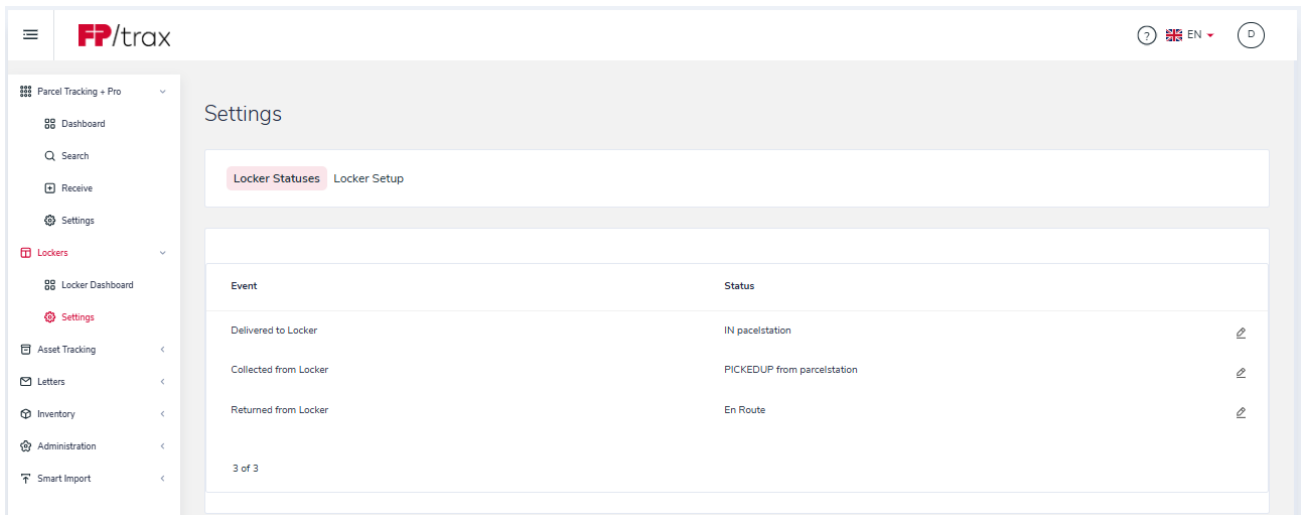 FP/trax
? EN D
Parcel Tracking + Pro
Dashboard
Search
Receive
Settings
Lockers
Locker Dashboard
Settings
Asset Tracking
Letters
Inventory
Administration
Smart Import
Settings
Locker Statuses Locker Setup
Event Status
Delivered to Locker IN pacelstation
Collected from Locker PICKEDUP from parcelstation
Returned from Locker En Route
3 of 3